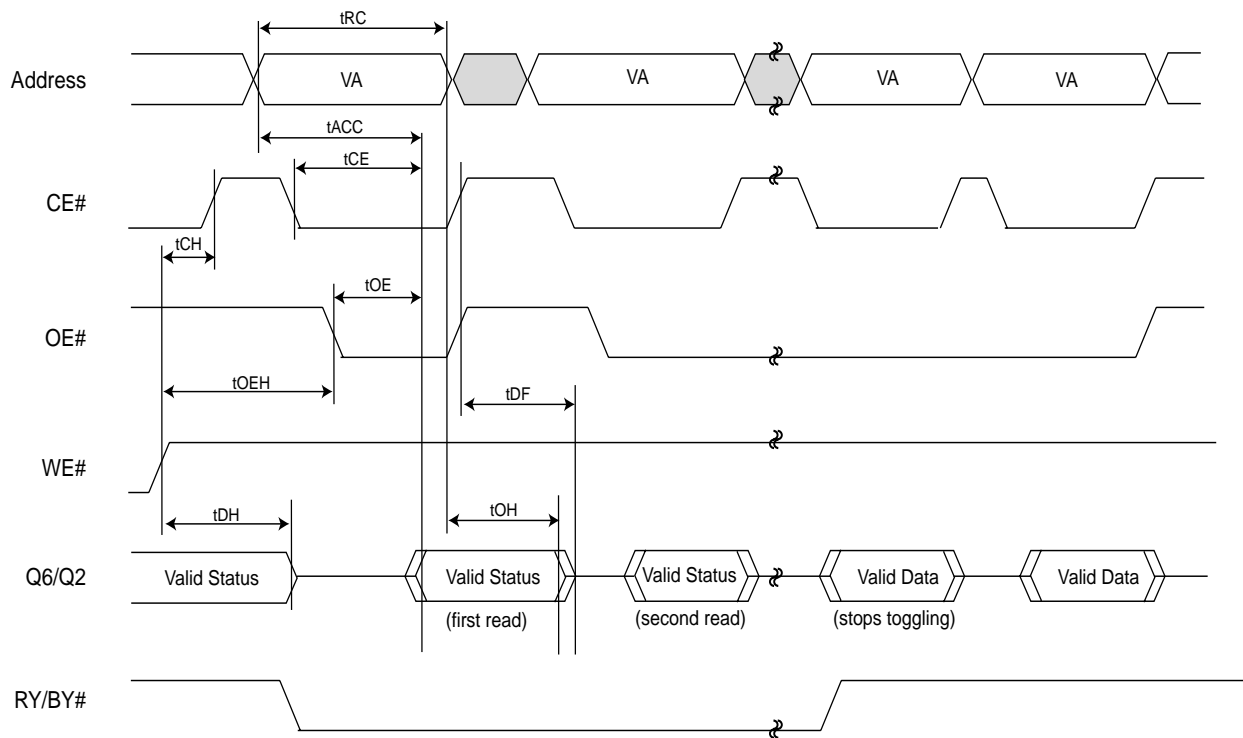 tRC
Address
VA
VA
VA
VA
tACC
tCE
CE#
tCH
tOE
OE#
tOEH
tDF
WE#
tDH
tOH
Q6/Q2
Valid Status
Valid Status
Valid Status
Valid Data
Valid Data
(first read)
(second read)
(stops toggling)
RY/BY#